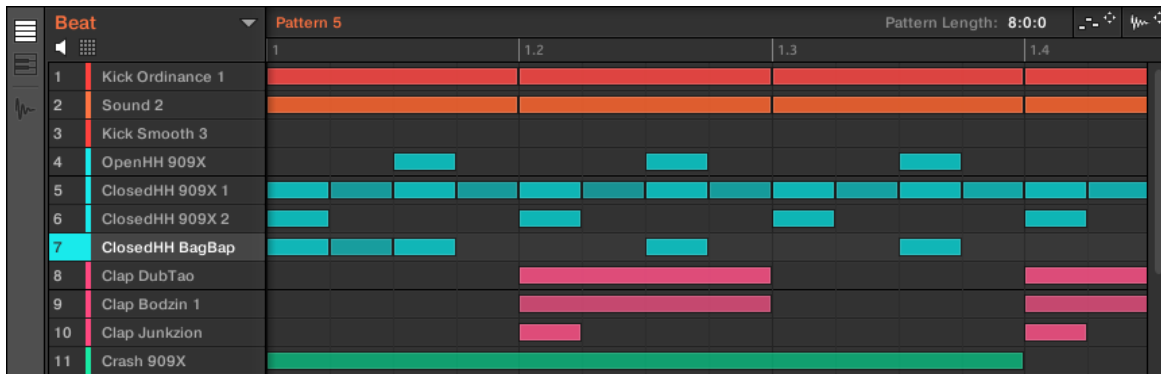 Beat Pattern 5 Pattern Length: 8:0:0
1 1.2 1.3 1.4
1 Kick Ordinance 1
2 Sound 2
3 Kick Smooth 3
4 OpenHH 909X
5 ClosedHH 909X 1
6 ClosedHH 909X 2
7 ClosedHH BagBap
8 Clap DubTao
9 Clap Bodzin 1
10 Clap Junkzion
11 Crash 909X